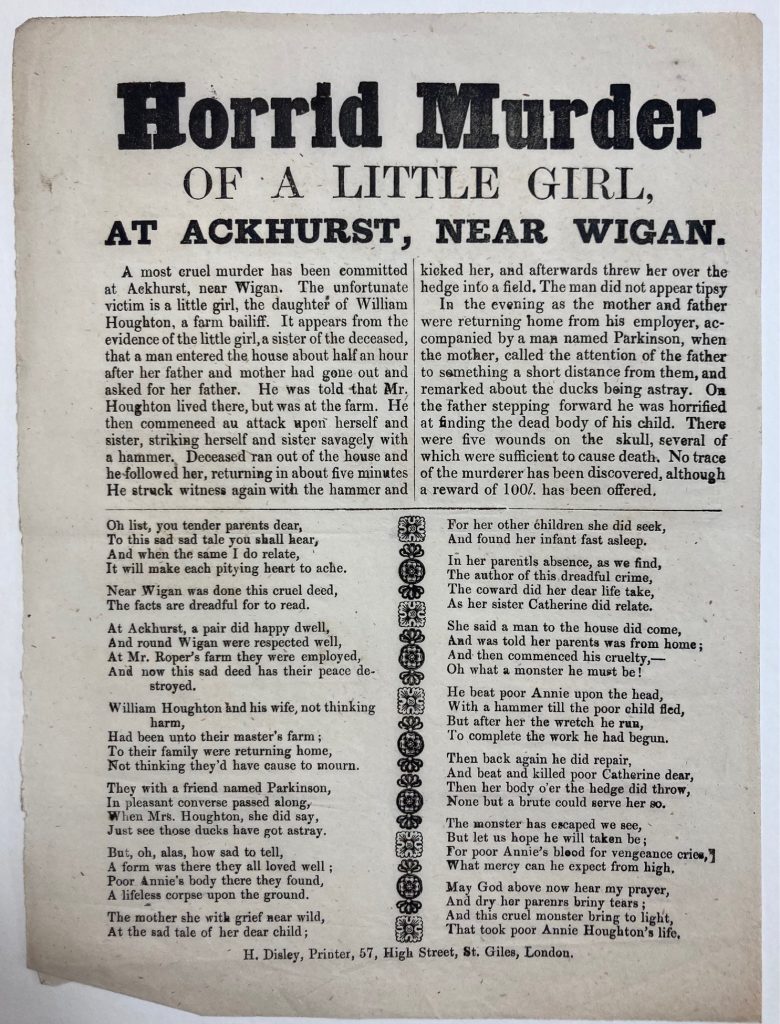 Horrid Murder
OF A LITTLE GIRL,
AT ACKHURST, NEAR WIGAN.
A most cruel murder has been committed
at Ackhurst, near Wigan. The unfortunate
victim is a little girl, the daughter of William
Houghton, a farm bailiff. It appears from the
evidence of the little girl, a sister of the deceased,
that a man entered the house about half an hour
after her father and mother had gone out and
asked for her father. He was told that Mr.
Houghton lived there, but was at the farm. He
then commeneed au attack upon herself and
sister, striking herself and sister savagely with
a hammer. Deceased ran out of the house and
he followed her, returning in about five minutes
He struck witness again with the hammer and
kicked her, and afterwards threw her over the
hedge into a field. The man did not appear tipsy
In the evening as the mother and father
were returning home from his employer, ac-
companied by a man named Parkinson, when
the mother, called the attention of the father
to something a short distance from them, and
remarked about the ducks being astray. On
the father stepping forward he was horrified
at finding the dead body of his child. There
were five wounds on the skull, several of
which were sufficient to cause death. No trace
of the murderer has been discovered, although
a reward of 100l. has been offered.
Oh list, you tender parents dear,
To this sad sad tale you shall hear,
And when the same I do relate,
It will make each pitying heart to ache.
Near Wigan was done this cruel deed,
The facts are dreadful for to read.
At Ackhurst, a pair did happy dwell,
And round Wigan were respected well,
At Mr. Roper's farm they were employed,
And now this sad deed has their peace de-
stroyed.
William Houghton and his wife, not thinking
harm,
Had been unto their master's farm;
To their family were returning home,
Not thinking they'd have cause to mourn.
They with a friend named Parkinson,
In pleasant converse passed along,
When Mrs. Houghton, she did say,
Just see those ducks have got astray.
But, oh, alas, how sad to tell,
A form was there they all loved well;
Poor Annie's body there they found,
A lifeless corpse upon the ground.
The mother she with grief near wild,
At the sad tale of her dear child;
For her other children she did seek,
And found her infant fast asleep.
In her parentls absence, as we find,
The author of this dreadful crime,
The coward did her dear life take,
As her sister Catherine did relate.
She said a man to the house did come,
And was told her parents was from home;
And then commenced his cruelty,—
Oh what a monster he must be!
He beat poor Annie upon the head,
With a hammer till the poor child fled,
But after her the wretch he run,
To complete the work he had begun.
Then back again he did repair,
And beat and killed poor Catherine dear,
Then her body o'er the hedge did throw,
None but a brute could serve her so.
The monster has escaped we see,
But let us hope he will taken be;
For poor Annie's blood for vengeance cries,
What mercy can he expect from high.
May God above now hear my prayer,
And dry her parenrs briny tears;
And this cruel monster bring to light,
That took poor Annie Houghton's life.
H. Disley, Printer, 57, High Street, St. Giles, London.